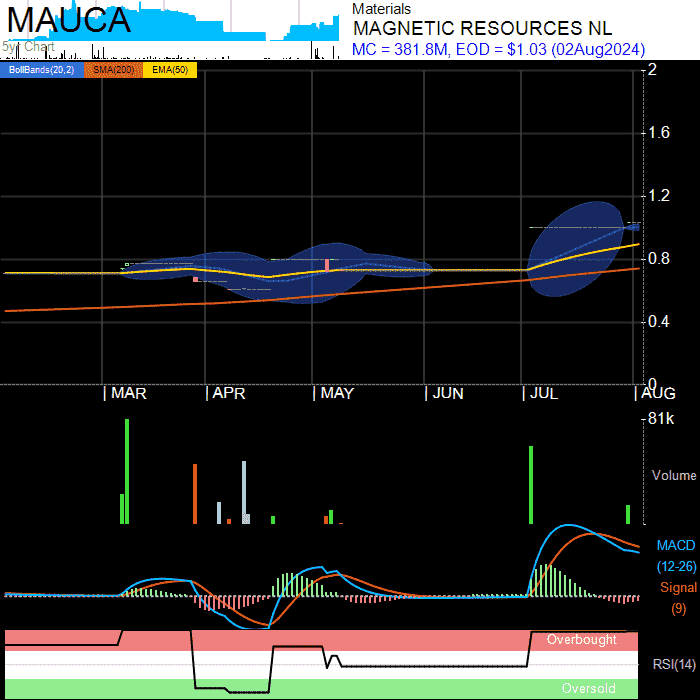 MAUCA
5yr Chart
Materials
MAGNETIC RESOURCES NL
MC = 381.8M, EOD = $1.03 (02Aug2024)
BollBands(20,2) SMA(200) EMA(50)
2
1.6
1.2
0.8
0.4
0
MAR APR MAY JUN JUL AUG
81k
Volume
MACD
(12-26)
Signal
(9)
Overbought
RSI(14)
Oversold